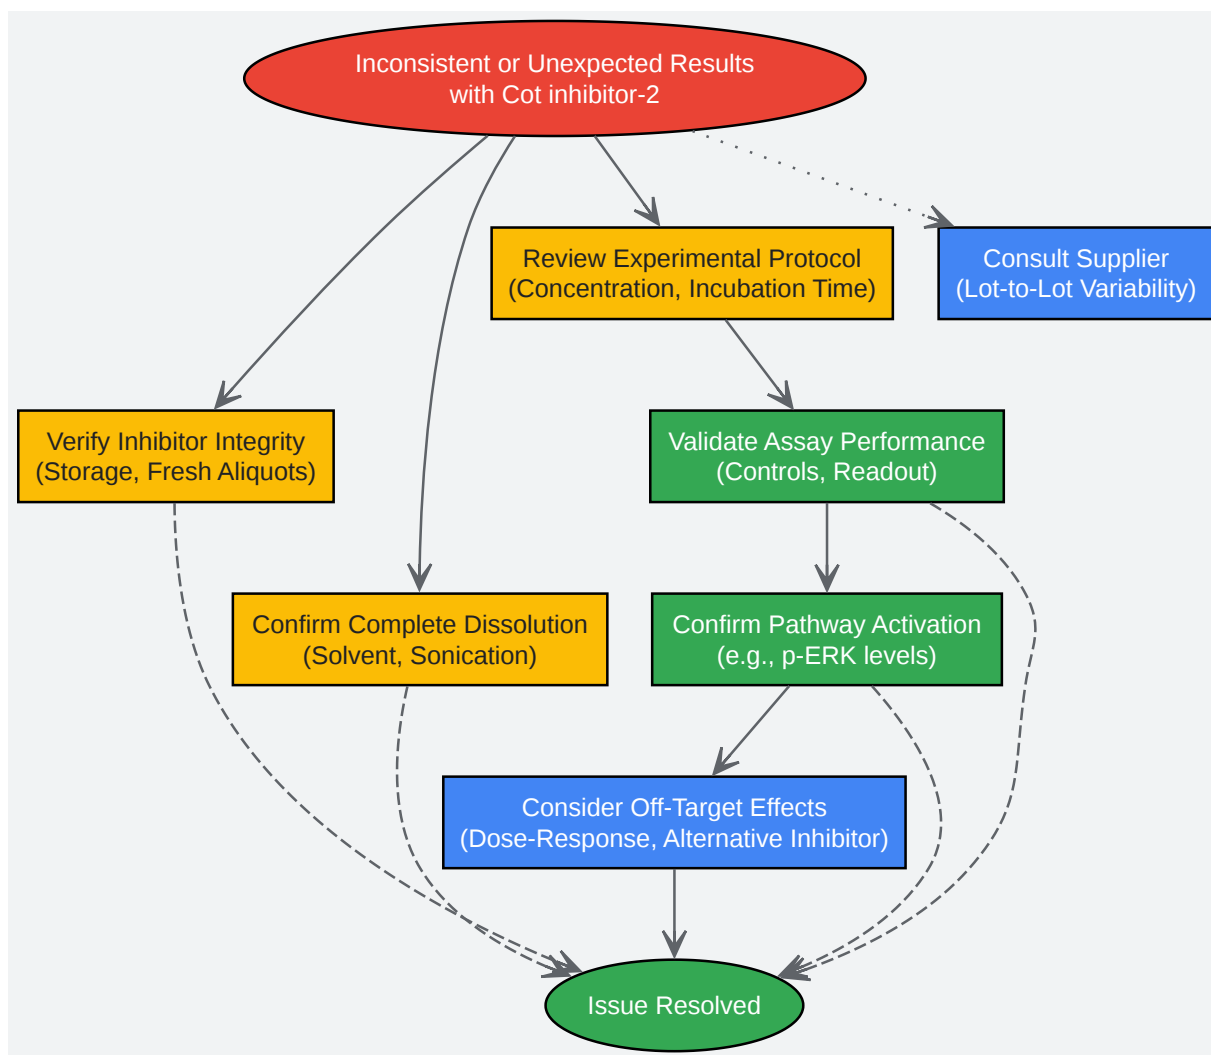 Inconsistent or Unexpected Results
with Cot inhibitor-2
Review Experimental Protocol
(Concentration, Incubation Time)
Consult Supplier
(Lot-to-Lot Variability)
Verify Inhibitor Integrity
(Storage, Fresh Aliquots)
Validate Assay Performance
(Controls, Readout)
Confirm Complete Dissolution
(Solvent, Sonication)
Confirm Pathway Activation
(e.g., p-ERK levels)
Consider Off-Target Effects
(Dose-Response, Alternative Inhibitor)
Issue Resolved